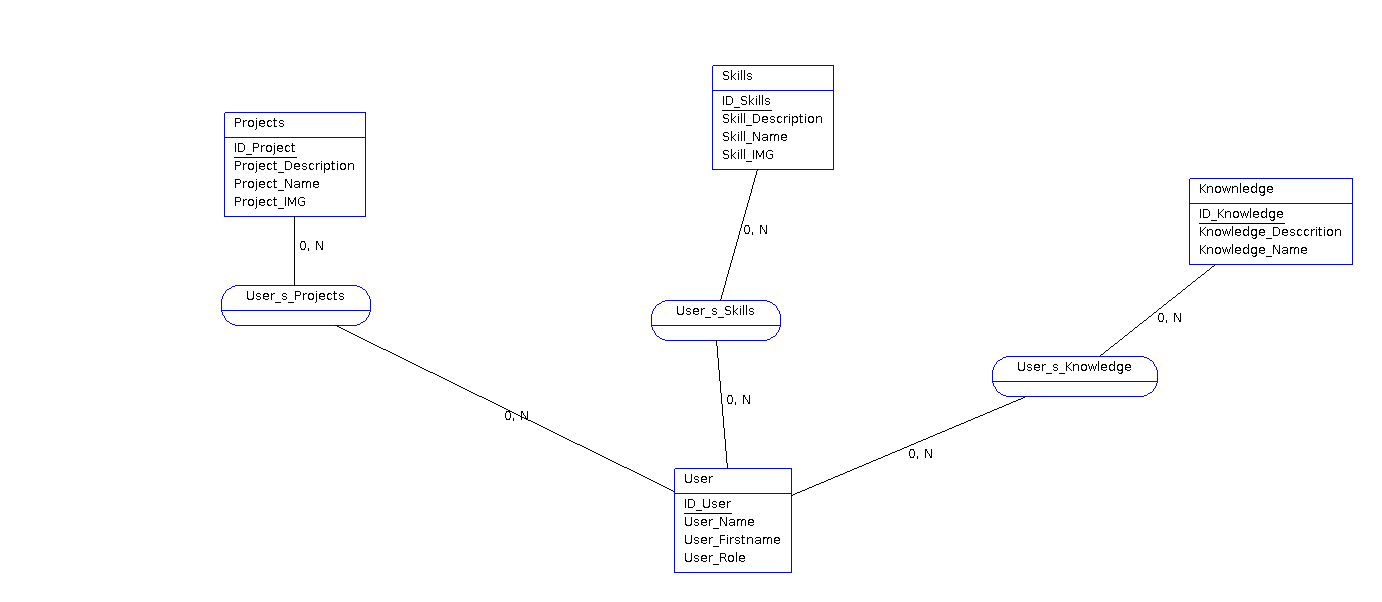 Skills
ID_Skills
Skill_Description
Skill_Name
Skill_IMG
Projects
ID_Project
Project_Description
Project_Name
Project_IMG
Knownledge
ID_Knowledge
Knowledge_Desccrition
Knowledge_Name
0, N
0, N
0, N
User_s_Projects
User_s_Skills
User_s_Knowledge
0, N
0, N
0, N
User
ID_User
User_Name
User_Firstname
User_Role